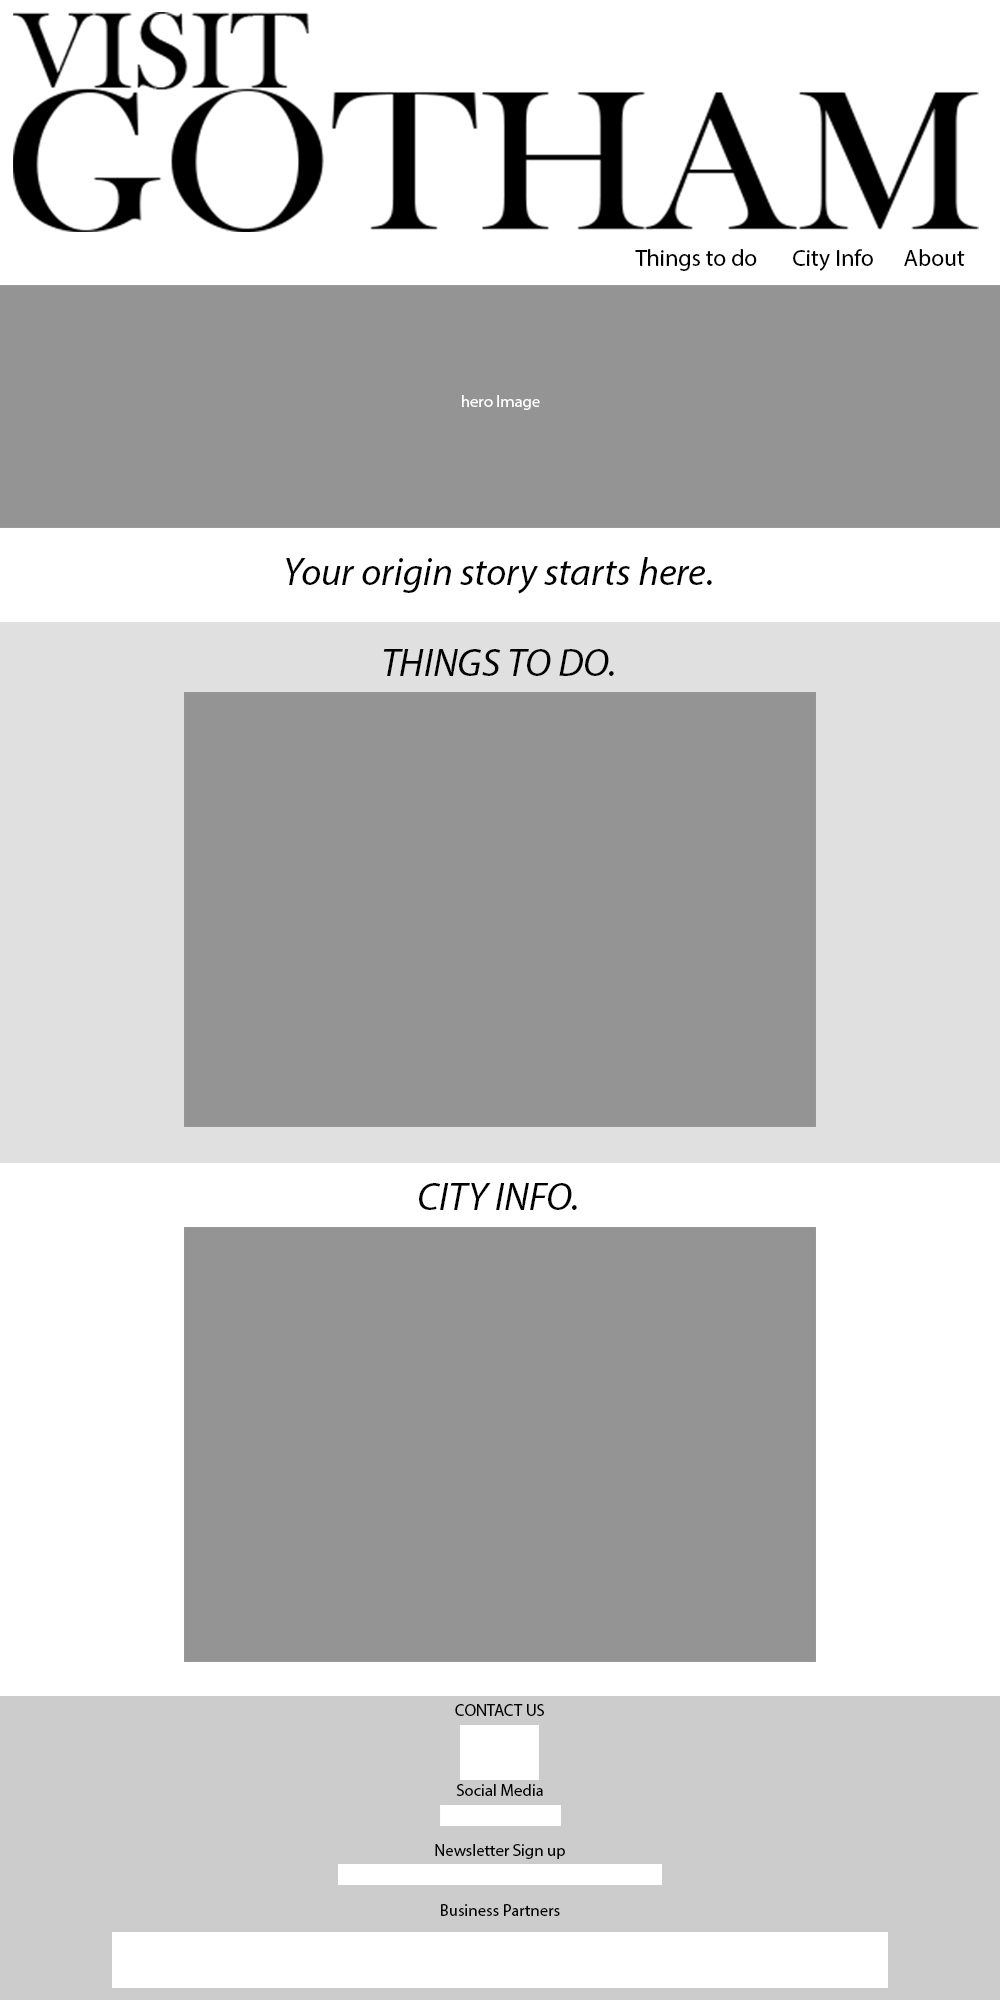 VISIT
GOTHAM
Things to do City Info About
hero Image
Your origin story starts here.
THINGS TO DO.
CITY INFO.
CONTACT US
Social Media
Newsletter Sign up
Business Partners